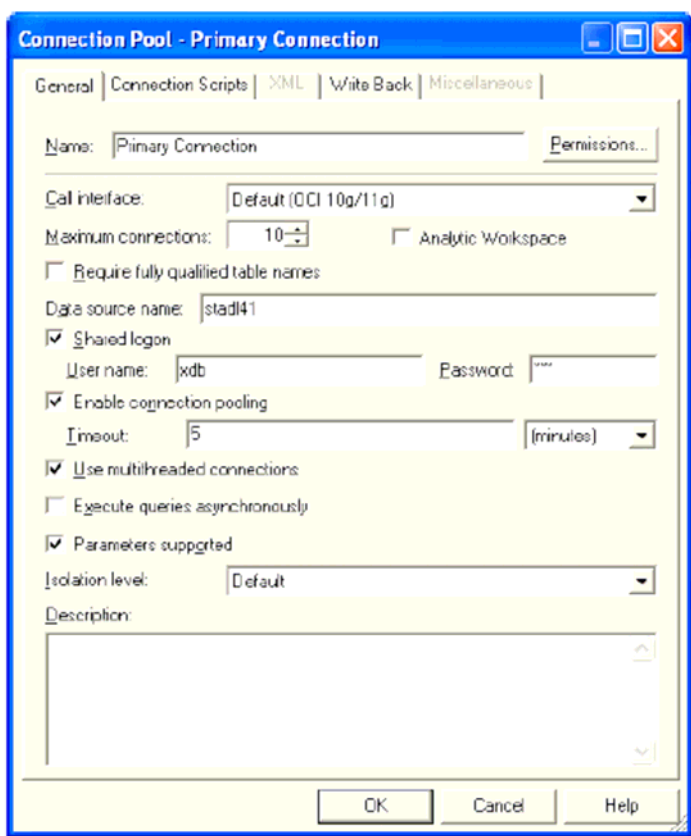 Connection Pool - Primary Connection
General Connection Scripts XML Write Back Miscellaneous
Name: Primary Connection Permissions...
Call interface: Default (OCI 10g/11g)
Maximum connections: 10 Analytic Workspace
Require fully qualified table names
Data source name: stadl41
Shared logon
User name: xdb Password: ***
Enable connection pooling
Timeout: 5 (minutes)
Use multithreaded connections
Execute queries asynchronously
Parameters supported
Isolation level: Default
Description:
OK Cancel Help